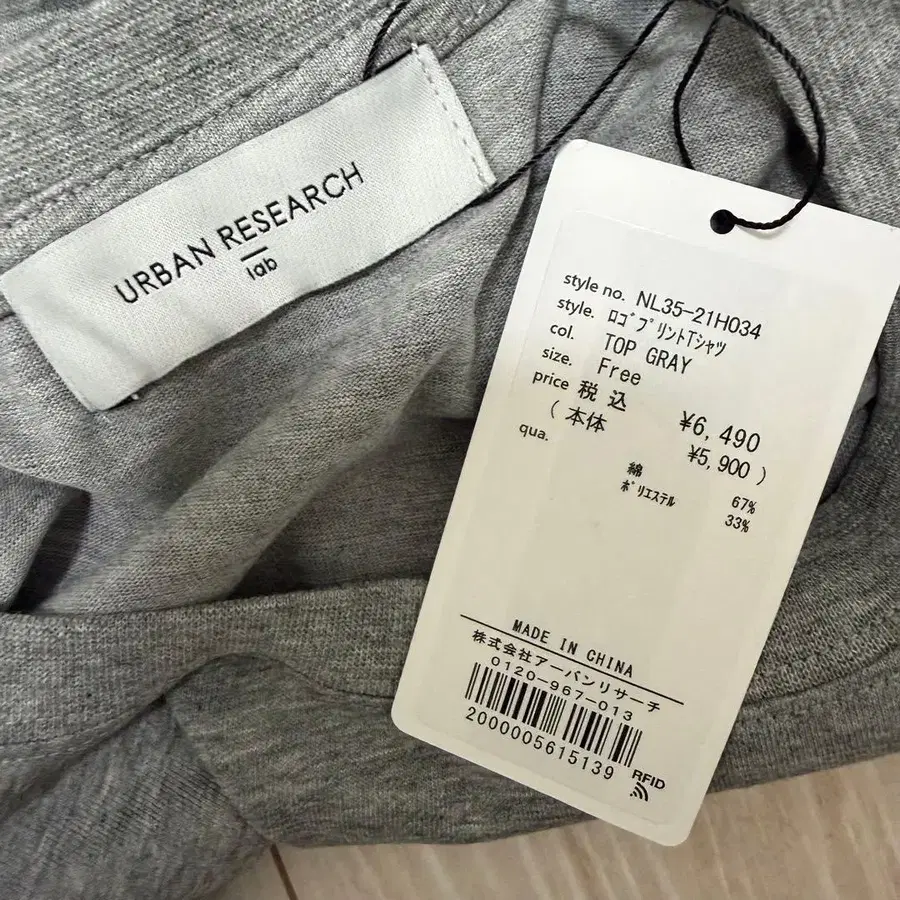 URBAN RESEARCH
lab
style no. NL35-21H034
style. ﾛｺﾞﾌﾟﾘﾝﾄTｼｬﾂ
col. TOP GRAY
size. Free
price 税込 ¥6,490
(本体 ¥5,900)
qua.
綿 67%
ﾎﾟﾘｴｽﾃﾙ 33%
MADE IN CHINA
株式会社アーバンリサーチ
0120-967-013
2000005615139
RFID